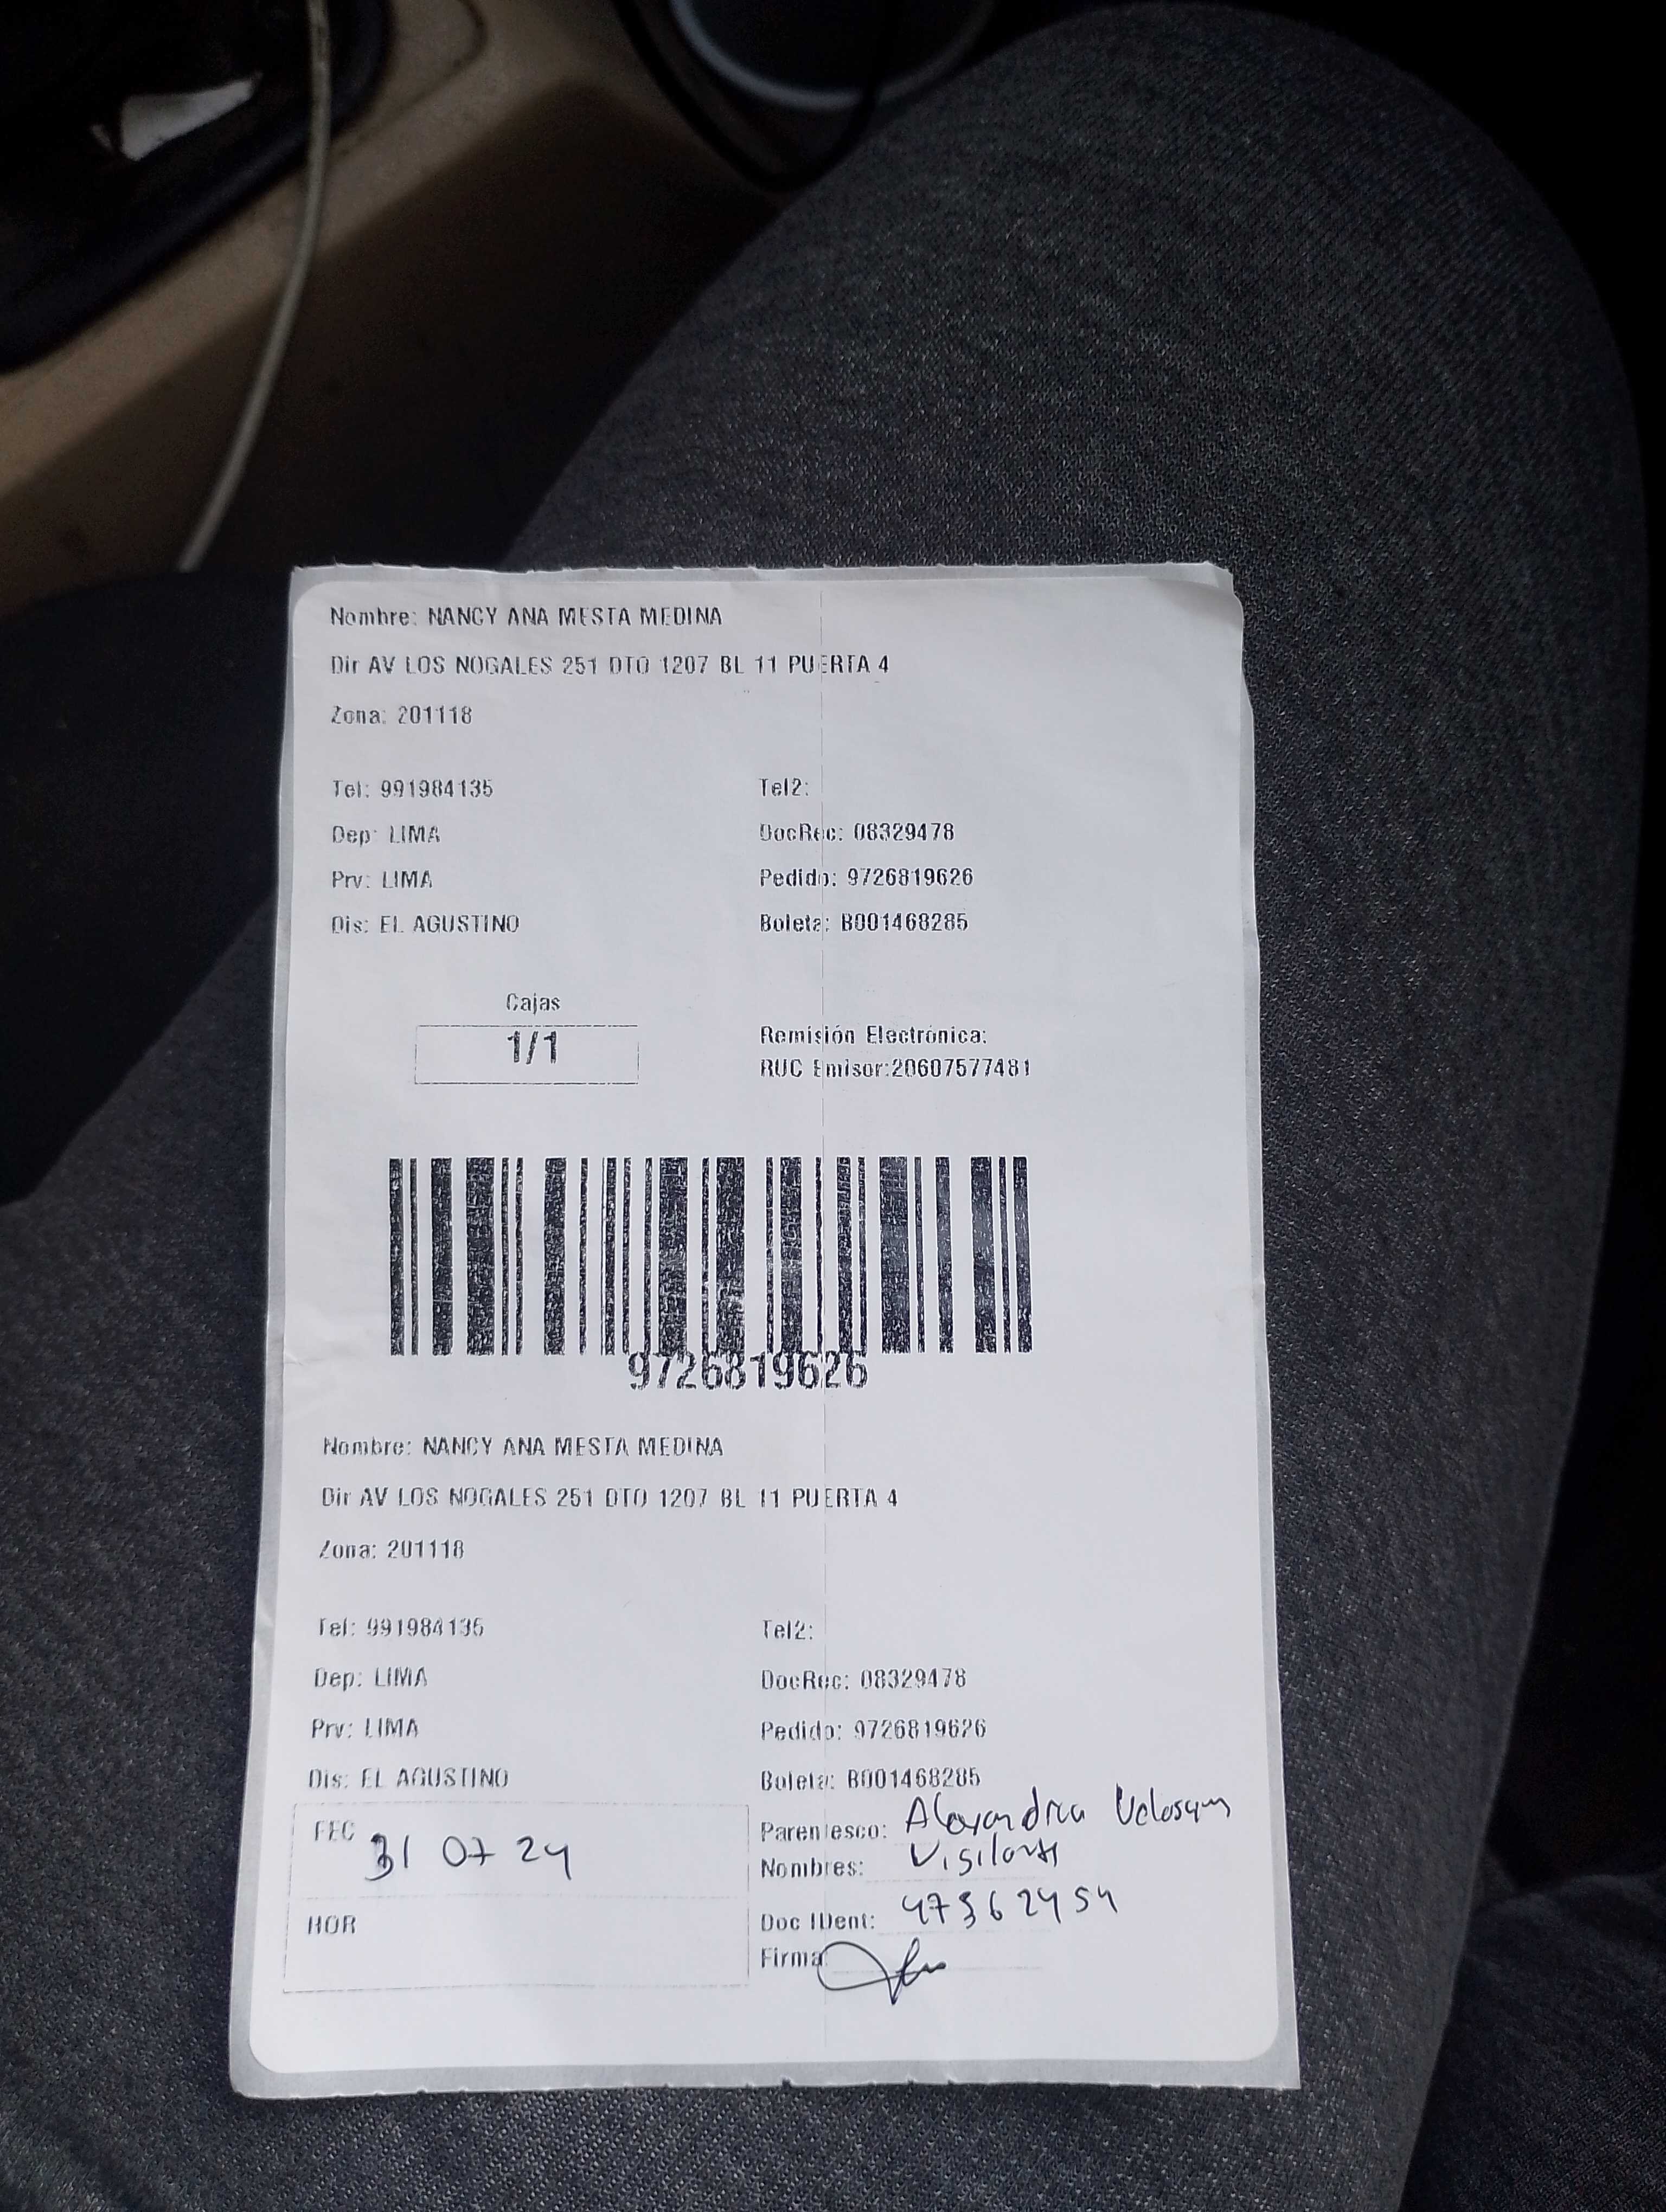 Nombre: NANCY ANA MESTA MEDINA
Dir AV LOS NOGALES 251 DTO 1207 BL 11 PUERTA 4
Zona: 201118
Tel: 991984135 Tel2:
Dep: LIMA DocRec: 08329478
Prv: LIMA Pedido: 9726819626
Dis: EL AGUSTINO Boleta: B001468285
Cajas
1/1
Remisión Electrónica:
RUC Emisor:20607577481
9726819626
Nombre: NANCY ANA MESTA MEDINA
Dir AV LOS NOGALES 251 DTO 1207 BL 11 PUERTA 4
Zona: 201118
Tel: 991984135 Tel2:
Dep: LIMA DocRec: 08329478
Prv: LIMA Pedido: 9726819626
Dis: EL AGUSTINO Boleta: B001468285
FEC 31 07 24
HOR
Parentesco: Alexandra
Nombres:
Doc IDent: 47362454
Firma: